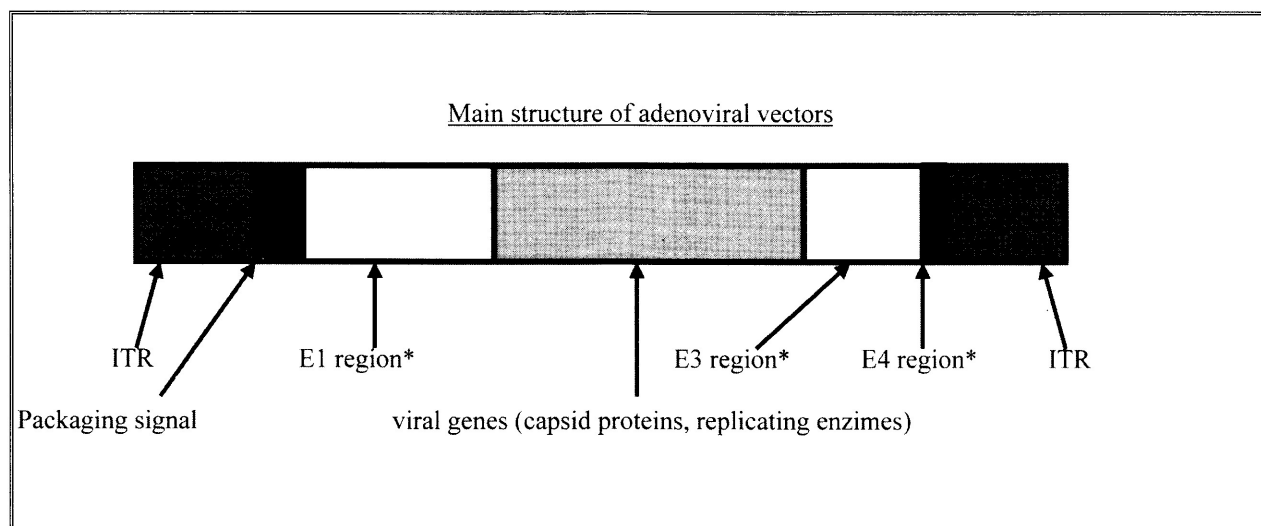 Main structure of adenoviral vectors
ITR
E1 region*
E3 region*
E4 region*
ITR
Packaging signal
viral genes (capsid proteins, replicating enzimes)